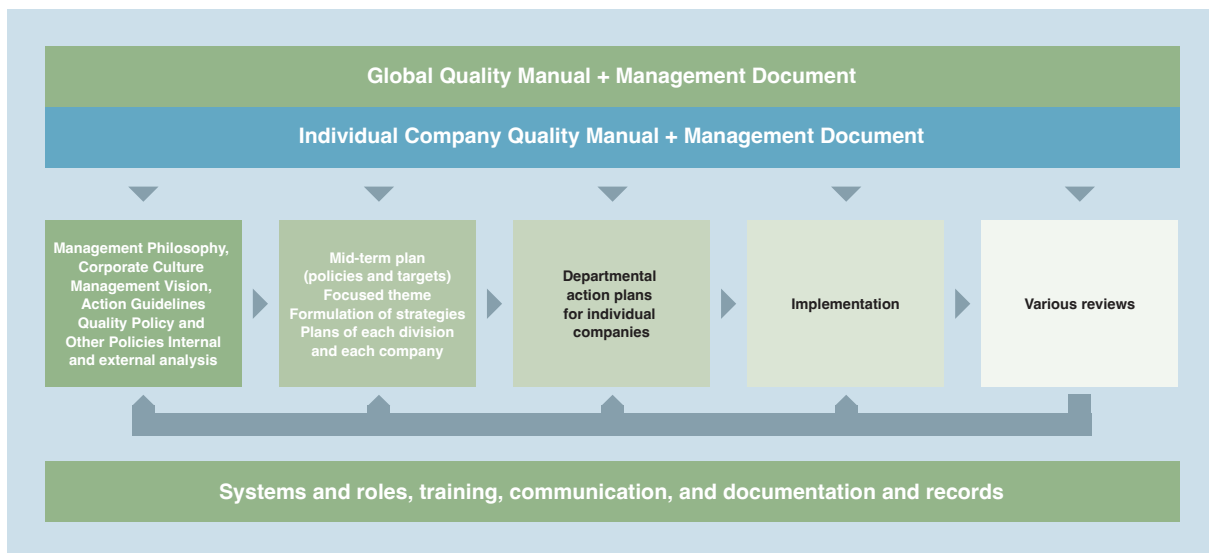 Global Quality Manual + Management Document
Individual Company Quality Manual + Management Document
Management Philosophy,
Corporate Culture
Management Vision,
Action Guidelines
Quality Policy and
Other Policies Internal
and external analysis
Mid-term plan
(policies and targets)
Focused theme
Formulation of strategies
Plans of each division
and each company
Departmental
action plans
for individual
companies
Implementation
Various reviews
Systems and roles, training, communication, and documentation and records